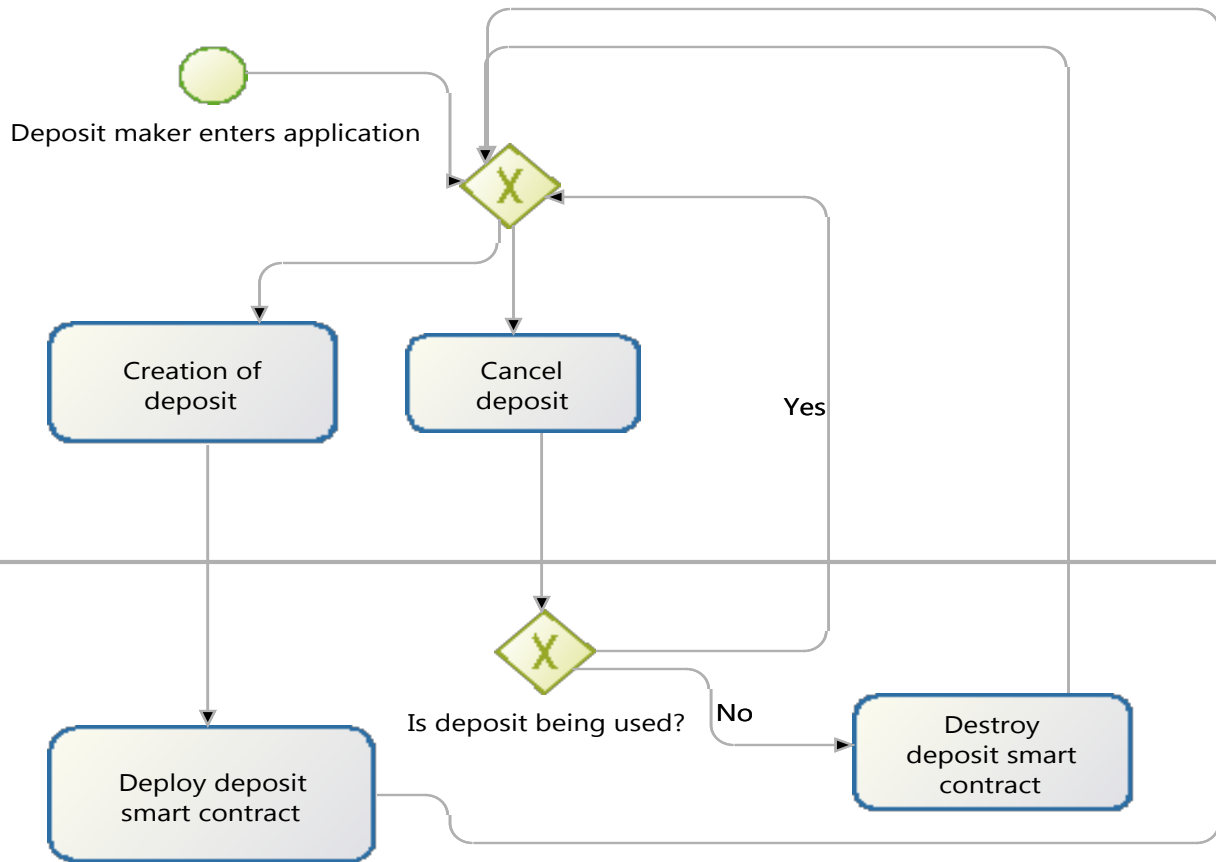 Deposit maker enters application
X
Creation of
deposit
Cancel
deposit
Yes
X
Is deposit being used?
No
Destroy
deposit smart
contract
Deploy deposit
smart contract